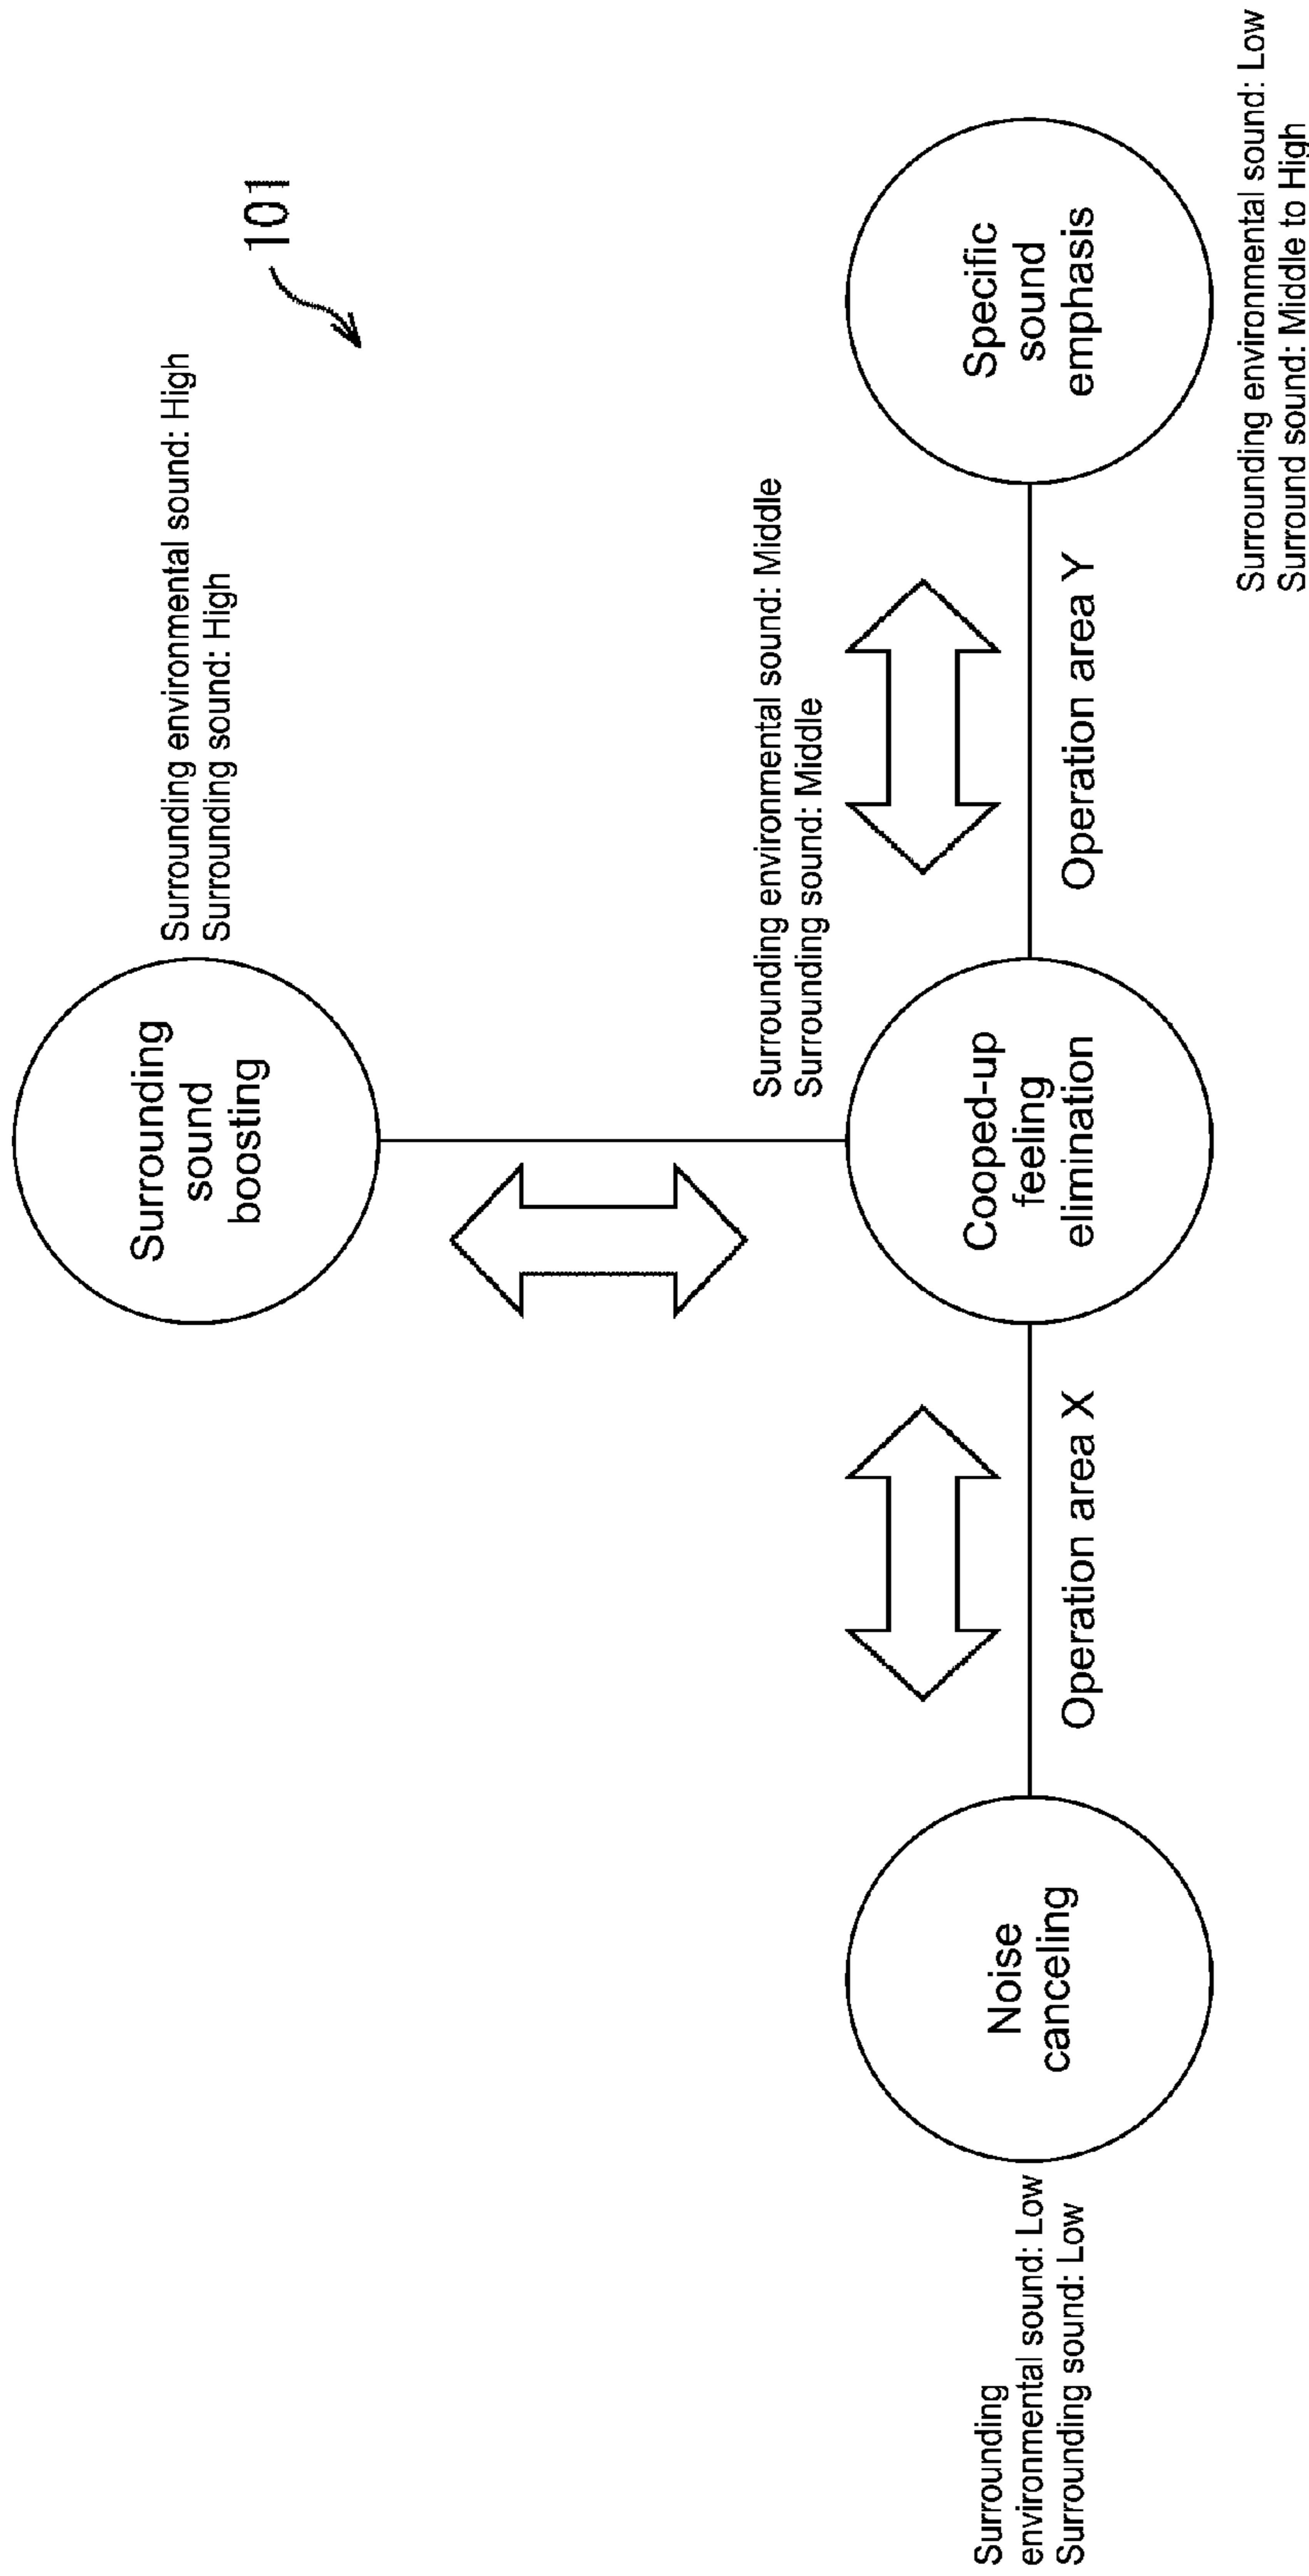 101
Surrounding environmental sound: High
Surrounding sound: High
Surrounding
sound
boosting
Surrounding environmental sound: Middle
Surrounding sound: Middle
Surrounding
environmental sound: Low
Surrounding sound: Low
Noise
canceling
Operation area X
Cooped-up
feeling
elimination
Operation area Y
Specific
sound
emphasis
Surrounding environmental sound: Low
Surround sound: Middle to High